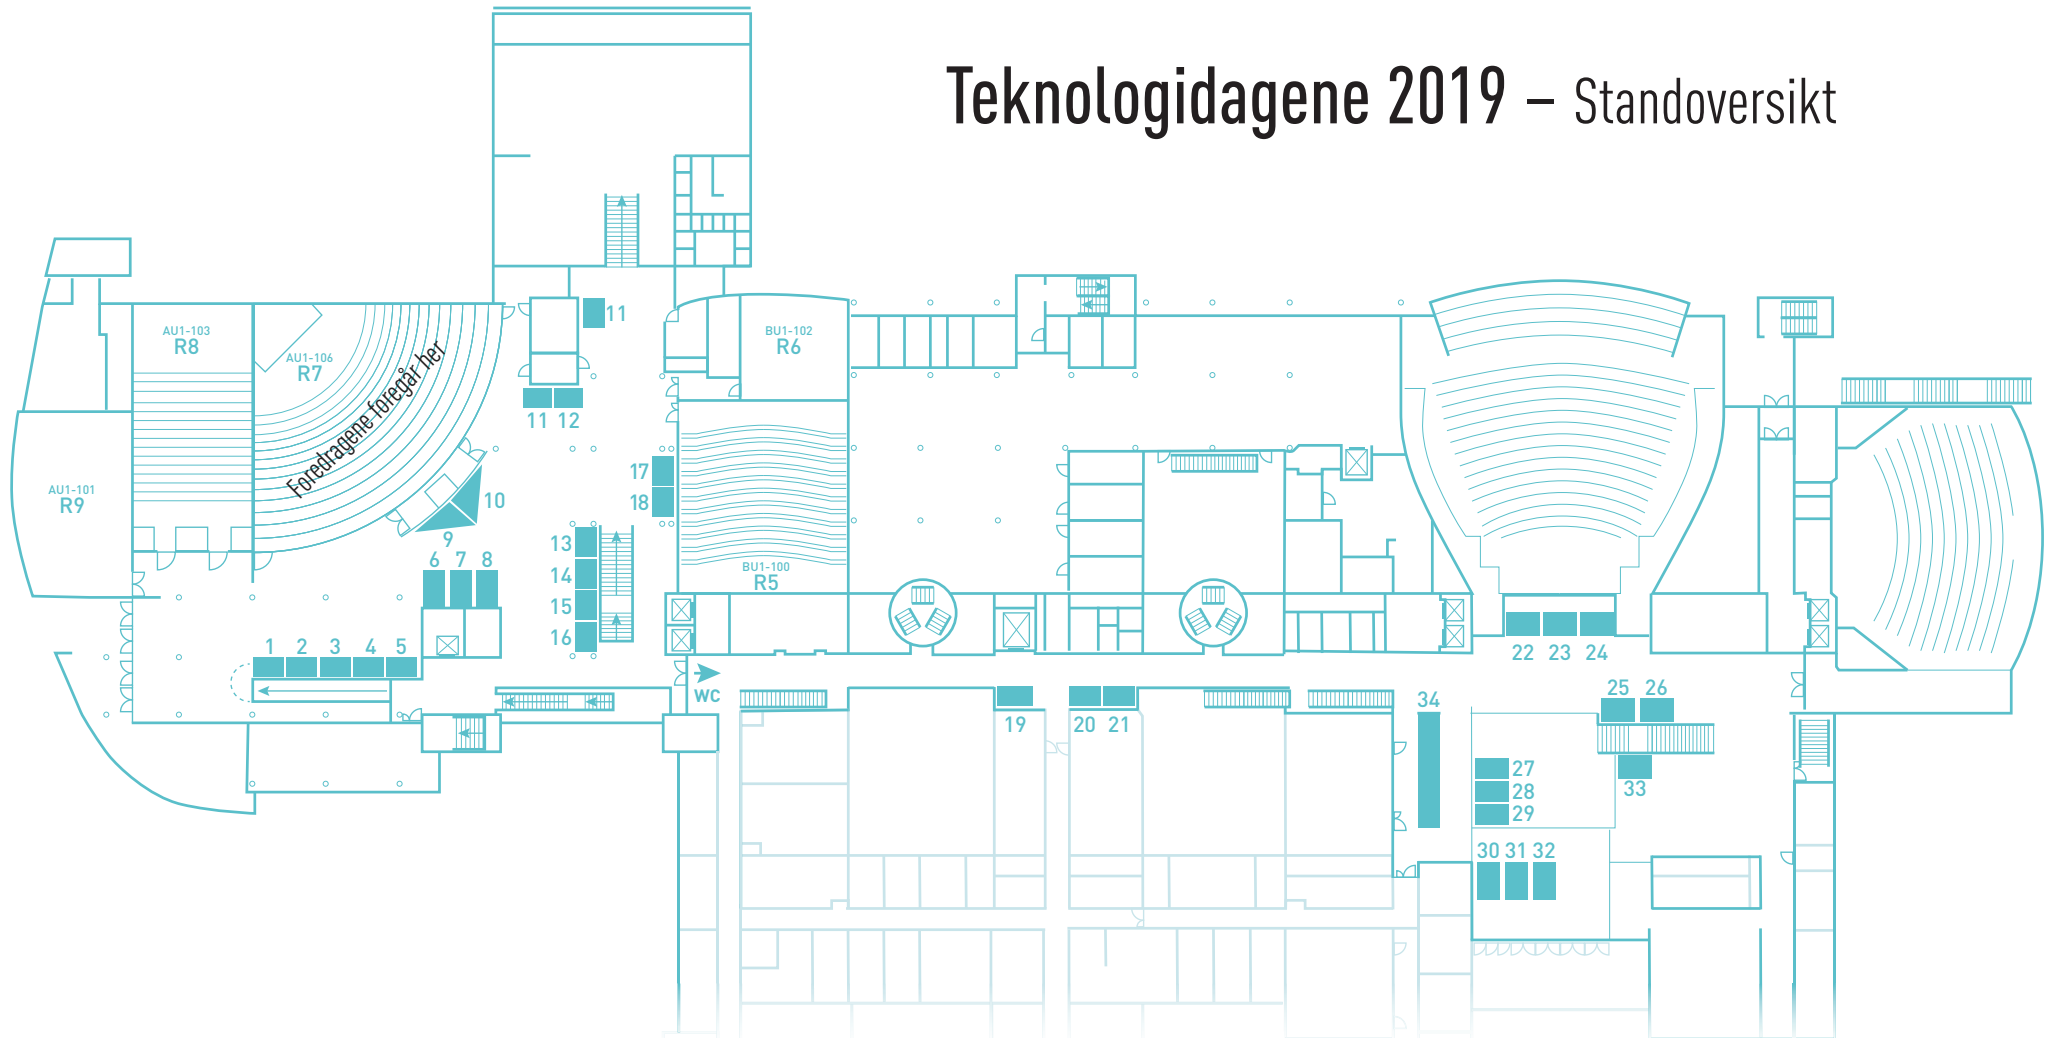 Teknologidagene 2019 – Standoversikt
AU1-103
R8
AU1-106
R7
Foredragene foregår her
AU1-101
R9
BU1-102
R6
BU1-100
R5
11
11 12
17
18
10
9
13
14
15
16
6 7 8
1 2 3 4 5
WC
19
20 21
22 23 24
25 26
34
27
28
29
33
30 31 32